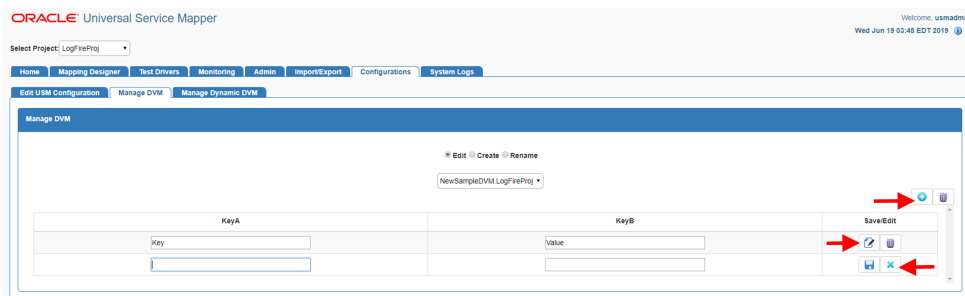 ORACLE® Universal Service Mapper
Welcome, usmadmi
Wed Jun 19 03:46 EDT 2019
Select Project: LogFireProj
Home Mapping Designer Test Drivers Monitoring Admin Import/Export Configurations System Logs
Edit USM Configuration Manage DVM Manage Dynamic DVM
Manage DVM
Edit Create Rename
NewSampleDVM.LogFireProj
KeyA KeyB Save/Edit
Key Value